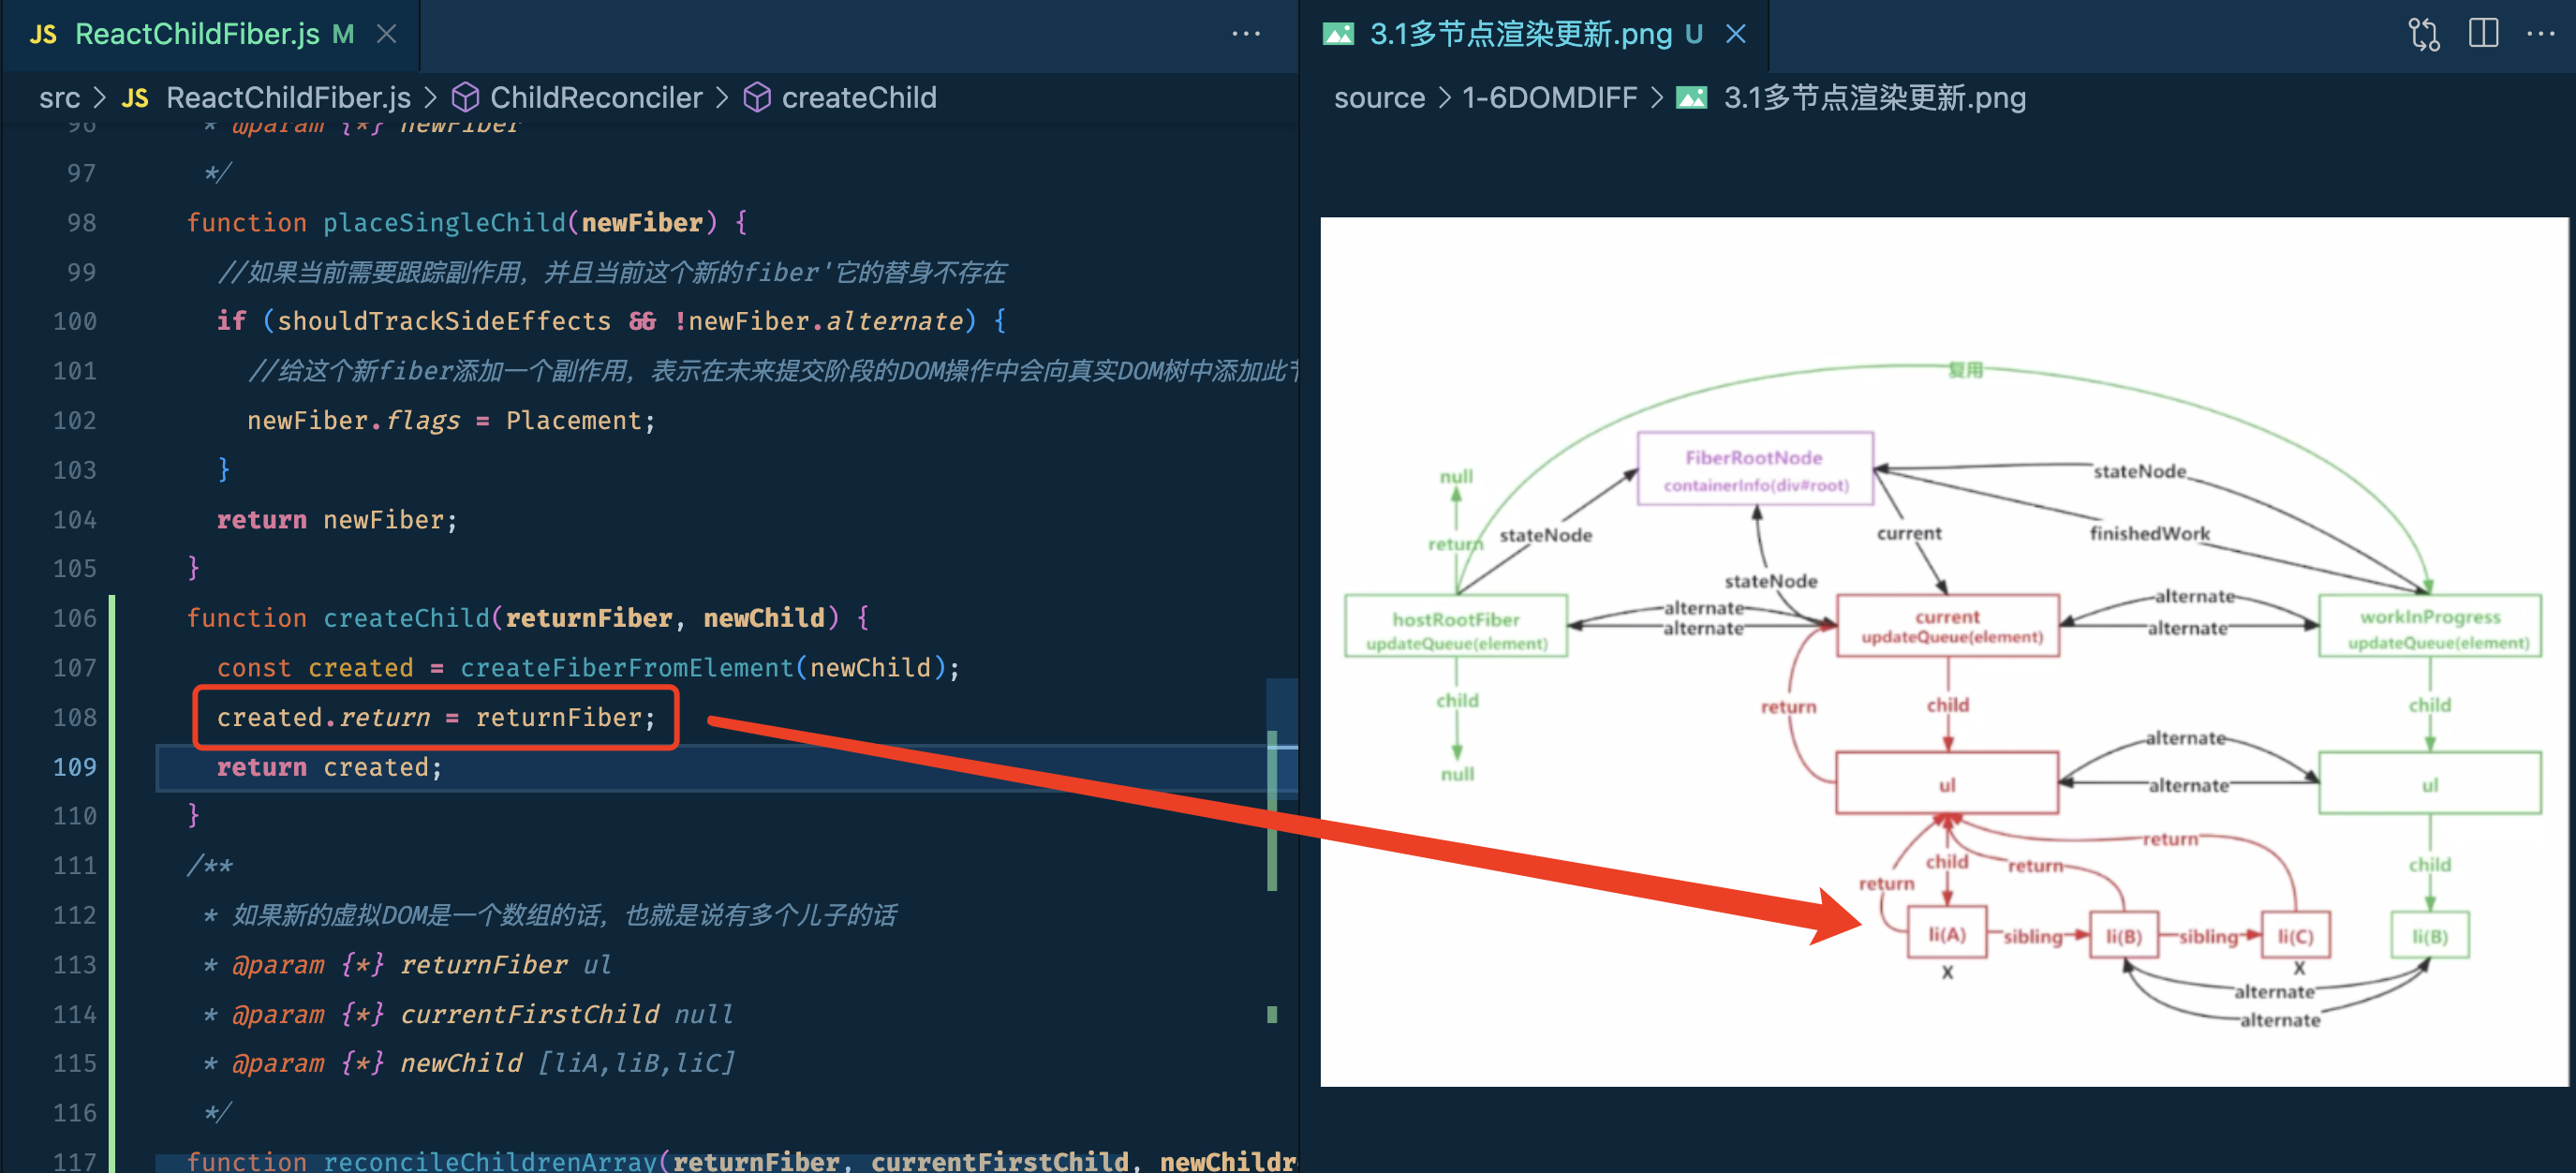 JS ReactChildFiber.js M ×
src > JS ReactChildFiber.js > ChildReconciler > createChild
96 * @param {*} newFiber
97 */
98 function placeSingleChild(newFiber) {
99 //如果当前需要跟踪副作用，并且当前这个新的fiber'它的替身不存在
100 if (shouldTrackSideEffects && !newFiber.alternate) {
101 //给这个新fiber添加一个副作用，表示在未来提交阶段的DOM操作中会向真实DOM树中添加此
102 newFiber.flags = Placement;
103 }
104 return newFiber;
105 }
106 function createChild(returnFiber, newChild) {
107 const created = createFiberFromElement(newChild);
108 created.return = returnFiber;
109 return created;
110 }
111 /**
112 * 如果新的虚拟DOM是一个数组的话，也就是说有多个儿子的话
113 * @param {*} returnFiber ul
114 * @param {*} currentFirstChild null
115 * @param {*} newChild [liA,liB,liC]
116 */
117 function reconcileChildrenArray(returnFiber, currentFirstChild, newChildr
3.1多节点渲染更新.png U ×
source > 1-6DOMDIFF > 3.1多节点渲染更新.png
复用
FiberRootNode
containerInfo(div#root)
null
stateNode
return
stateNode
current
finishedWork
stateNode
hostRootFiber
updateQueue(element)
alternate
alternate
current
updateQueue(element)
alternate
alternate
workInProgress
updateQueue(element)
child
return
child
child
null
ul
alternate
alternate
ul
return
child
return
return
child
li(A)
sibling
li(B)
sibling
li(C)
li(B)
X
X
alternate
alternate